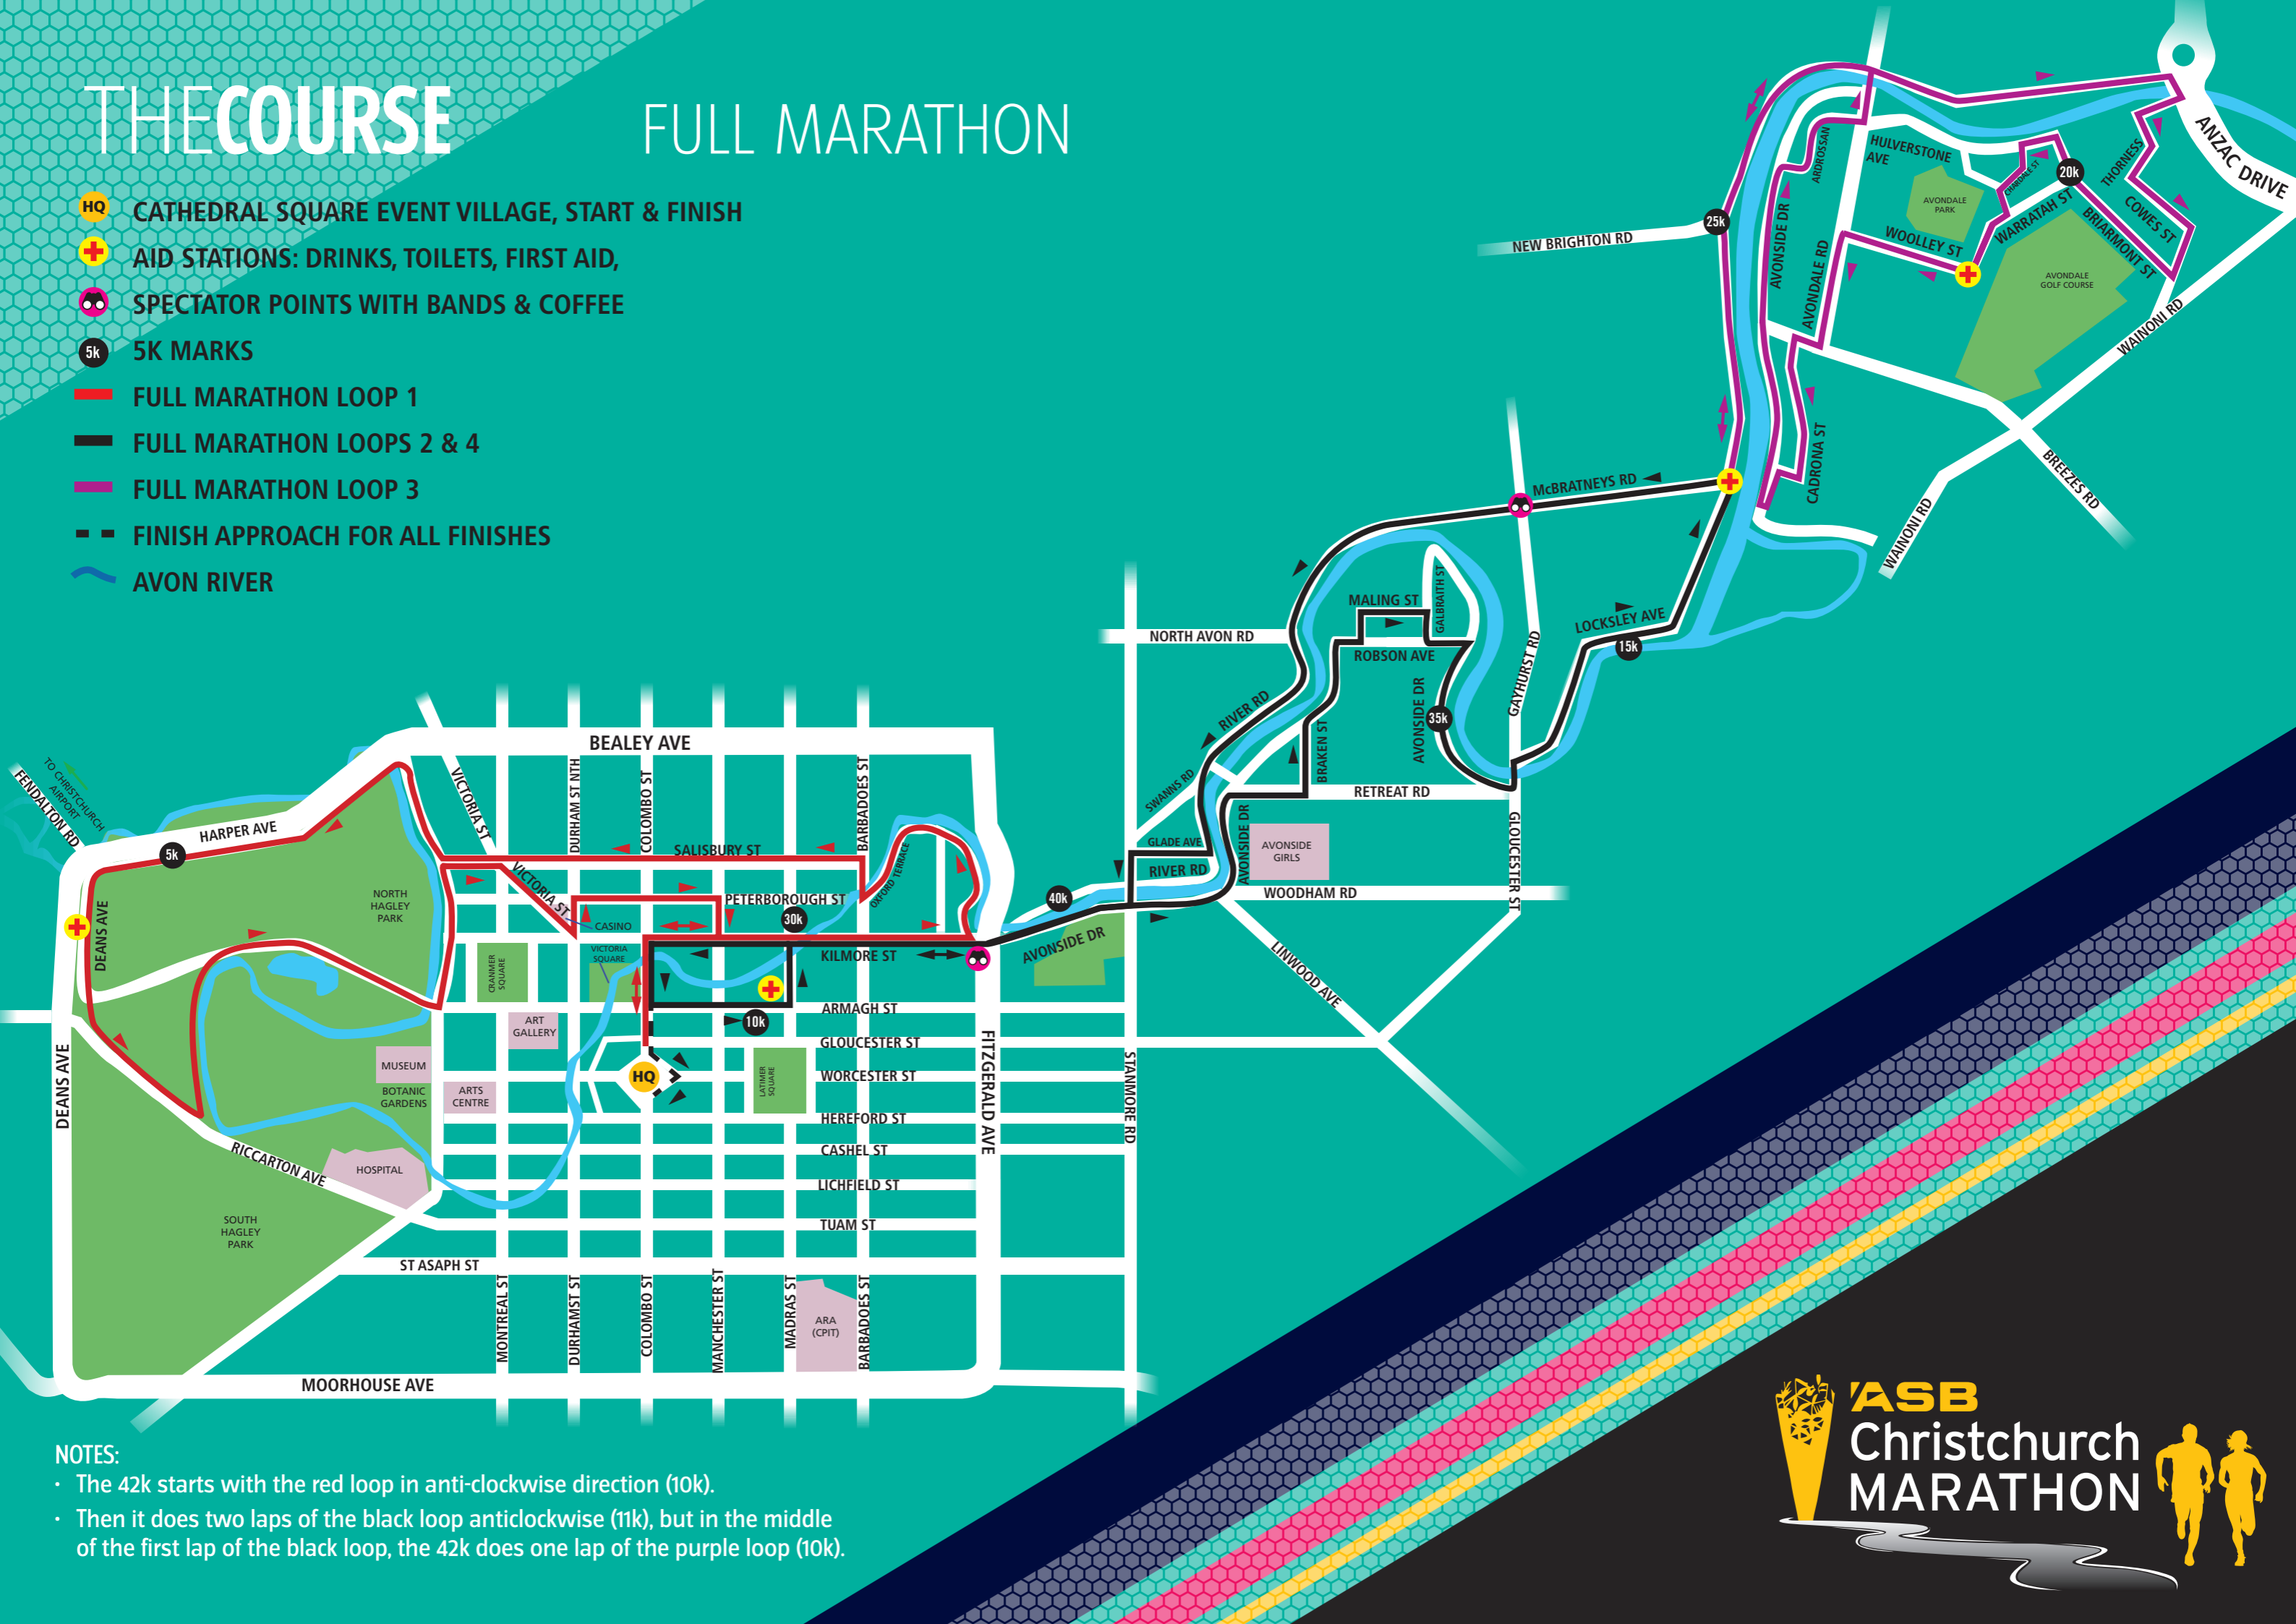 THECOURSE
FULL MARATHON
HQ
CATHEDRAL SQUARE EVENT VILLAGE, START & FINISH
AID STATIONS: DRINKS, TOILETS, FIRST AID,
SPECTATOR POINTS WITH BANDS & COFFEE
5k
5K MARKS
FULL MARATHON LOOP 1
FULL MARATHON LOOPS 2 & 4
FULL MARATHON LOOP 3
FINISH APPROACH FOR ALL FINISHES
AVON RIVER
ANZAC DRIVE
HULVERSTONE
AVE
ARDROSSAN
THORNESS
20k
AVONDALE
PARK
WARRATAH ST
COWES ST
BRIARMONT ST
WOOLLEY ST
AVONDALE
GOLF COURSE
25k
NEW BRIGHTON RD
AVONSIDE DR
AVONDALE RD
WAINONI RD
CADRONA ST
BREEZES RD
WAINONI RD
McBRATNEYS RD
MALING ST
GALBRAITH ST
LOCKSLEY AVE
15k
NORTH AVON RD
ROBSON AVE
GAYHURST RD
RIVER RD
AVONSIDE DR
35k
BRAKEN ST
SWANNS RD
RETREAT RD
GLADE AVE
AVONSIDE DR
AVONSIDE
GIRLS
GLOUCESTER ST
RIVER RD
WOODHAM RD
40k
AVONSIDE DR
LINWOOD AVE
BEALEY AVE
TO CHRISTCHURCH
AIRPORT
FENDALTON RD
VICTORIA ST
DURHAM ST NTH
COLOMBO ST
BARBADOES ST
HARPER AVE
5k
SALISBURY ST
OXFORD TERRACE
NORTH
HAGLEY
PARK
VICTORIA ST
PETERBOROUGH ST
30k
CASINO
DEANS AVE
VICTORIA
SQUARE
KILMORE ST
CRANMER
SQUARE
ARMAGH ST
10k
ART
GALLERY
GLOUCESTER ST
MUSEUM
HQ
LATIMER
SQUARE
WORCESTER ST
BOTANIC
GARDENS
ARTS
CENTRE
DEANS AVE
HEREFORD ST
FITZGERALD AVE
STANMORE RD
CASHEL ST
RICCARTON AVE
HOSPITAL
LICHFIELD ST
SOUTH
HAGLEY
PARK
TUAM ST
ST ASAPH ST
MONTREAL ST
DURHAMST ST
COLOMBO ST
MANCHESTER ST
MADRAS ST
ARA
(CPIT)
BARBADOES ST
MOORHOUSE AVE
NOTES:
· The 42k starts with the red loop in anti-clockwise direction (10k).
· Then it does two laps of the black loop anticlockwise (11k), but in the middle
of the first lap of the black loop, the 42k does one lap of the purple loop (10k).
ASB
Christchurch
MARATHON